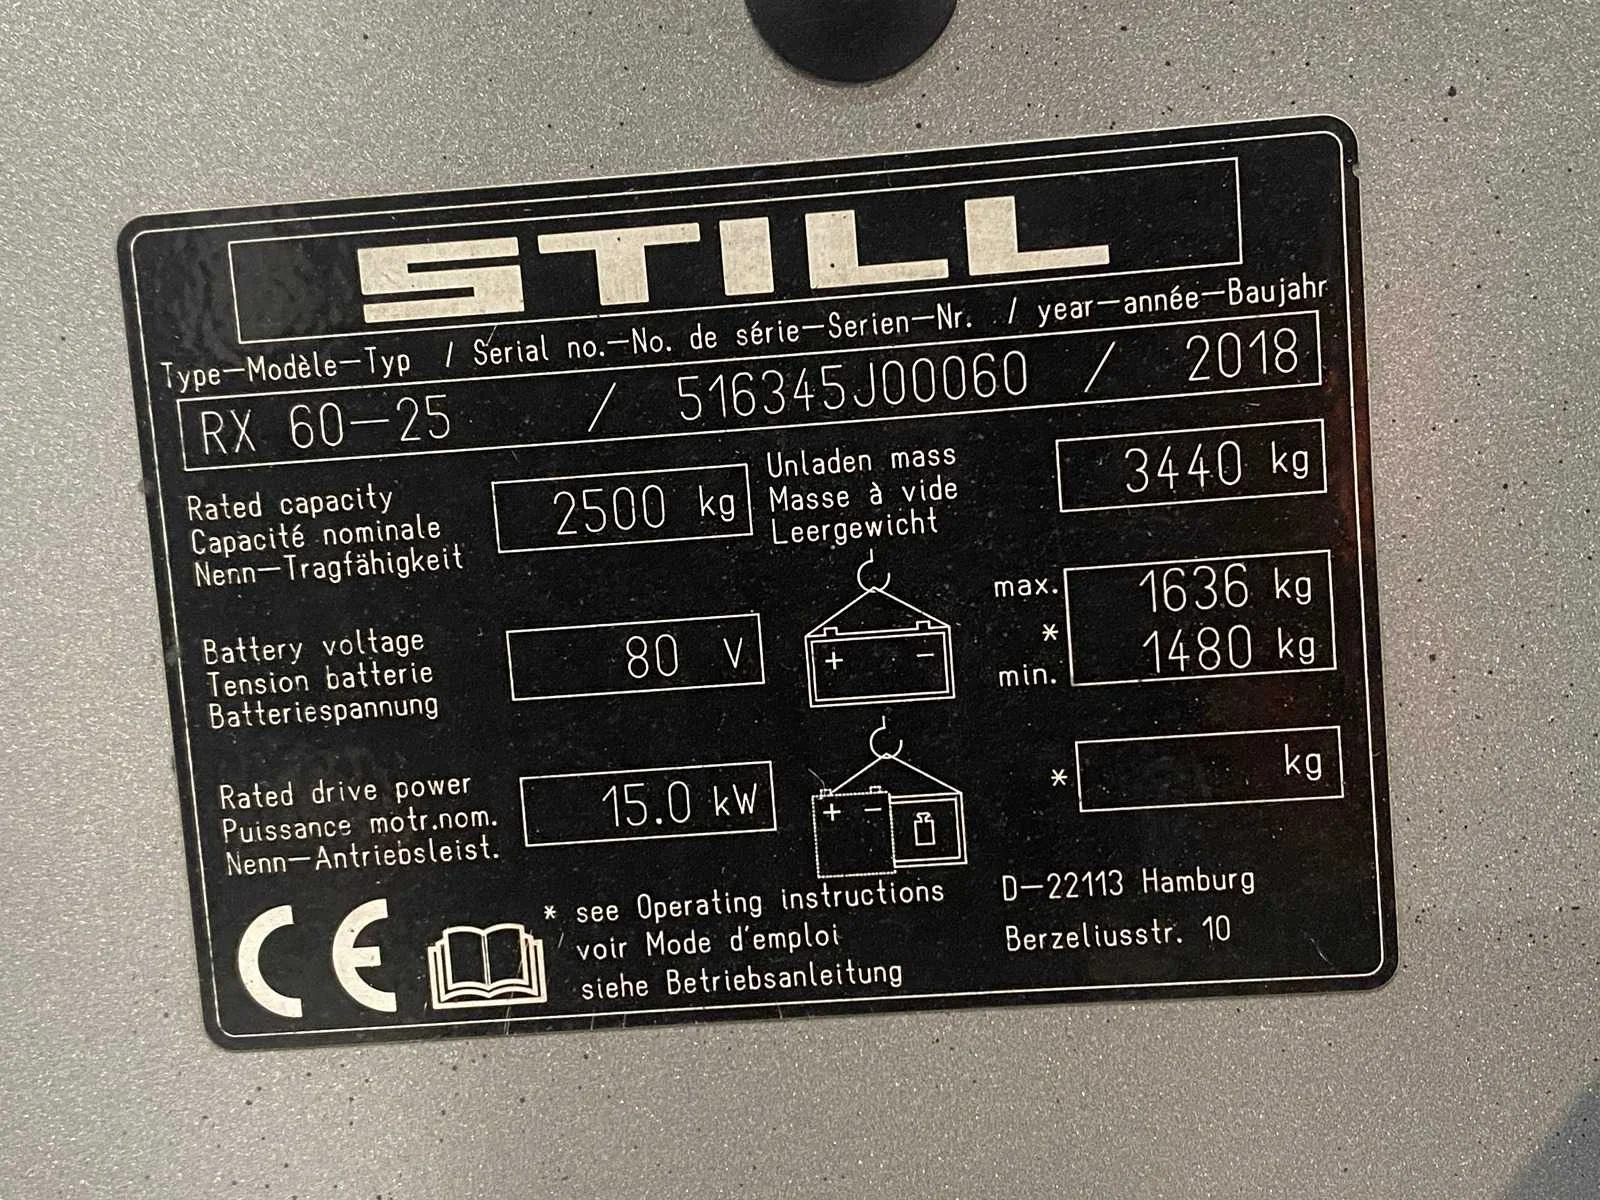 STILL
Type–Modèle–Typ / Serial no.–No. de série–Serien–Nr. / year–année–Baujahr
RX 60–25 / 516345J00060 / 2018
Rated capacity
Capacité nominale
Nenn–Tragfähigkeit
2500 kg
Unladen mass
Masse à vide
Leergewicht
3440 kg
Battery voltage
Tension batterie
Batteriespannung
80 V
+ –
max.
*
min.
1636 kg
1480 kg
Rated drive power
Puissance motr.nom.
Nenn–Antriebsleist.
15.0 kW
+ –
* kg
CE
* see Operating instructions
voir Mode d'emploi
siehe Betriebsanleitung
D–22113 Hamburg
Berzeliusstr. 10